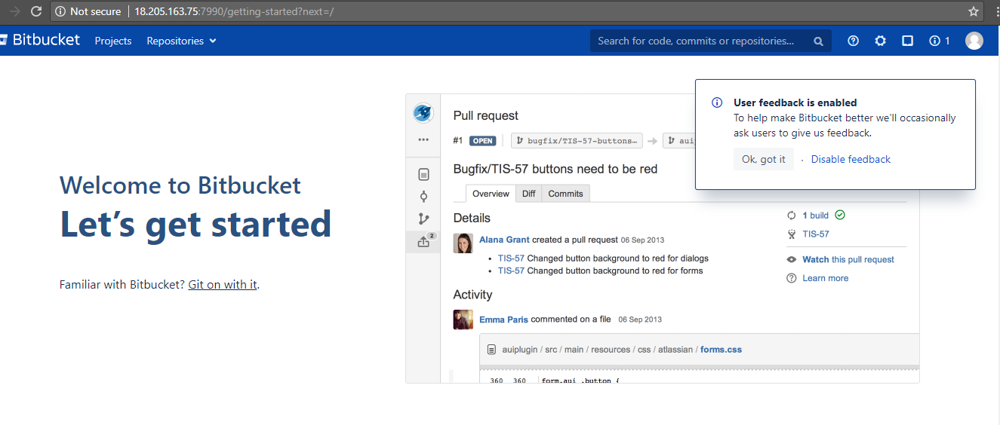 Not secure | 18.205.163.75:7990/getting-started?next=/
Bitbucket Projects Repositories Search for code, commits or repositories... 1
User feedback is enabled
To help make Bitbucket better we'll occasionally
ask users to give us feedback.
Ok, got it · Disable feedback
Welcome to Bitbucket
Let's get started
Familiar with Bitbucket? Git on with it.
Pull request
#1 OPEN bugfix/TIS-57-buttons… aui
Bugfix/TIS-57 buttons need to be red
Overview Diff Commits
Details
Alana Grant created a pull request 06 Sep 2013
• TIS-57 Changed button background to red for dialogs
• TIS-57 Changed button background to red for forms
1 build
TIS-57
Watch this pull request
Learn more
2
Activity
Emma Paris commented on a file 06 Sep 2013
auiplugin / src / main / resources / css / atlassian / forms.css
360 360 form.aui .button {